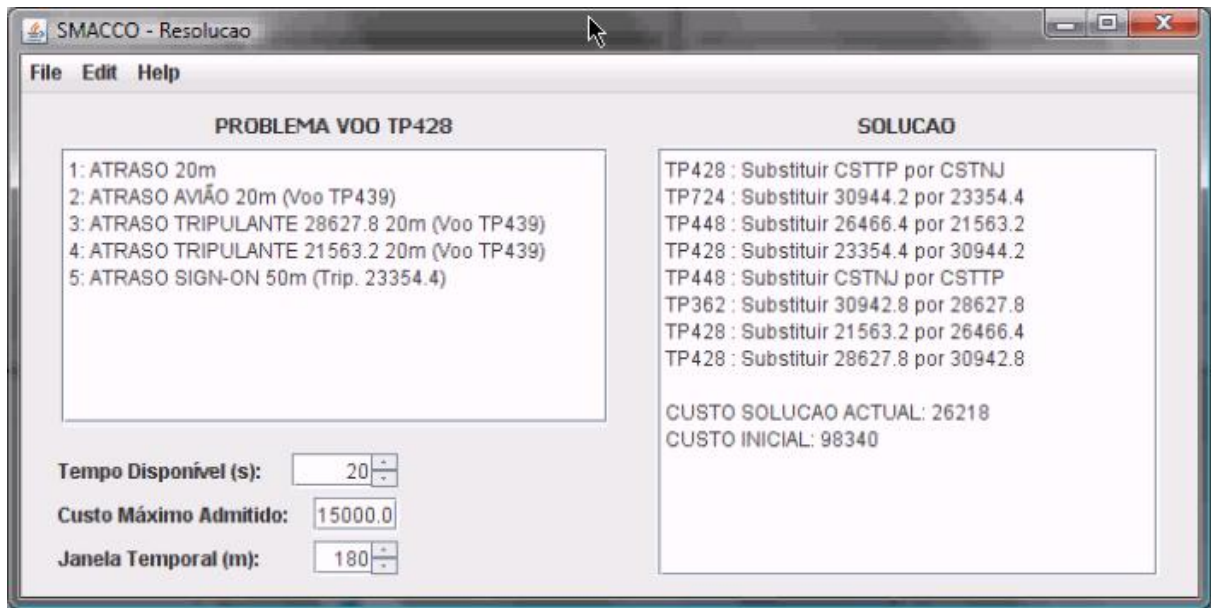 SMACCO - Resolucao
File Edit Help
PROBLEMA VOO TP428
1: ATRASO 20m
2: ATRASO AVIÃO 20m (Voo TP439)
3: ATRASO TRIPULANTE 28627.8 20m (Voo TP439)
4: ATRASO TRIPULANTE 21563.2 20m (Voo TP439)
5: ATRASO SIGN-ON 50m (Trip. 23354.4)
Tempo Disponível (s): 20
Custo Máximo Admitido: 15000.0
Janela Temporal (m): 180
SOLUCAO
TP428 : Substituir CSTTP por CSTNJ
TP724 : Substituir 30944.2 por 23354.4
TP448 : Substituir 26466.4 por 21563.2
TP428 : Substituir 23354.4 por 30944.2
TP448 : Substituir CSTNJ por CSTTP
TP362 : Substituir 30942.8 por 28627.8
TP428 : Substituir 21563.2 por 26466.4
TP428 : Substituir 28627.8 por 30942.8
CUSTO SOLUCAO ACTUAL: 26218
CUSTO INICIAL: 98340